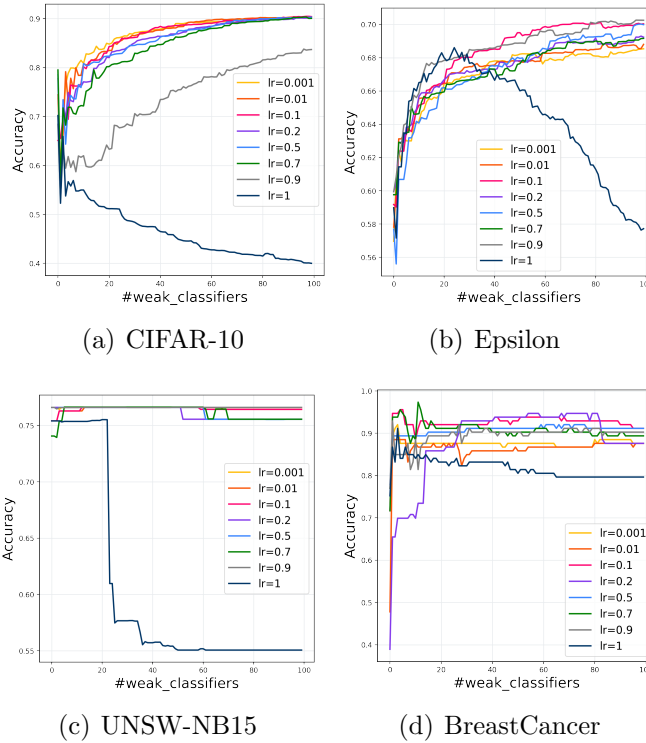 0.9
0.8
0.7
0.6
0.5
0.4
Accuracy
0 20 40 60 80 100
#weak_classifiers
lr=0.001
lr=0.01
lr=0.1
lr=0.2
lr=0.5
lr=0.7
lr=0.9
lr=1
(a) CIFAR-10
0.70
0.68
0.66
0.64
0.62
0.60
0.58
0.56
Accuracy
0 20 40 60 80 100
#weak_classifiers
lr=0.001
lr=0.01
lr=0.1
lr=0.2
lr=0.5
lr=0.7
lr=0.9
lr=1
(b) Epsilon
0.75
0.70
0.65
0.60
0.55
Accuracy
0 20 40 60 80 100
#weak_classifiers
lr=0.001
lr=0.01
lr=0.1
lr=0.2
lr=0.5
lr=0.7
lr=0.9
lr=1
(c) UNSW-NB15
1.0
0.9
0.8
0.7
0.6
0.5
0.4
Accuracy
0 20 40 60 80 100
#weak_classifiers
lr=0.001
lr=0.01
lr=0.1
lr=0.2
lr=0.5
lr=0.7
lr=0.9
lr=1
(d) BreastCancer